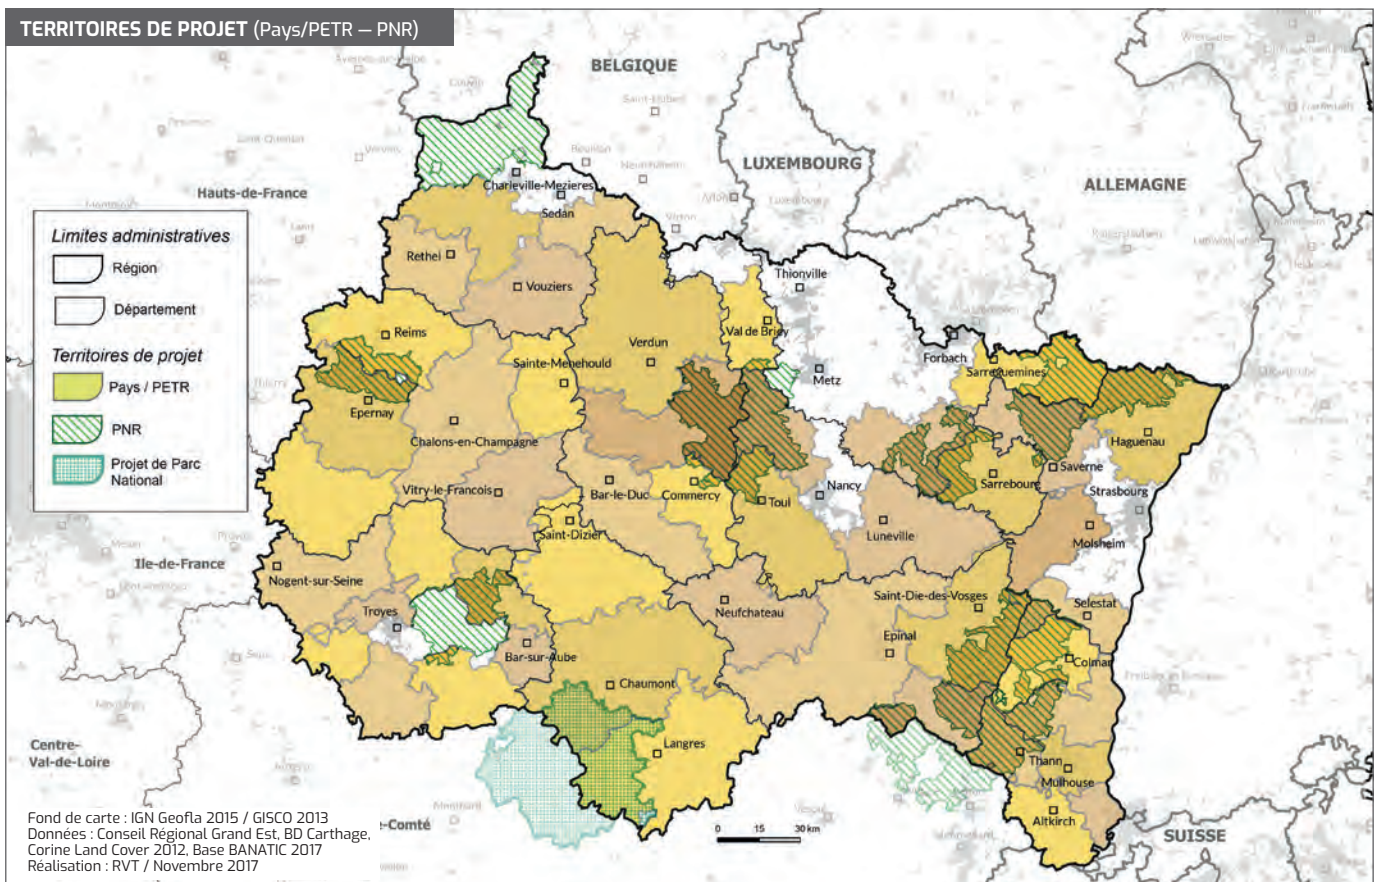 TERRITOIRES DE PROJET (Pays/PETR — PNR)
BELGIQUE
LUXEMBOURG
ALLEMAGNE
Hauts-de-France
Charleville-Mezieres
Sedan
Limites administratives
Région
Département
Territoires de projet
Pays / PETR
PNR
Projet de Parc
National
Rethel
Vouziers
Thionville
Reims
Verdun
Val de Briey
Sainte-Menehould
Forbach
Metz
Sarreguemines
Epernay
Chalons-en-Champagne
Haguenau
Saverne
Vitry-le-Francois
Bar-le-Duc
Commercy
Nancy
Sarrebourg
Strasbourg
Toul
Saint-Dizier
Luneville
Molsheim
Ile-de-France
Nogent-sur-Seine
Troyes
Neufchateau
Saint-Die-des-Vosges
Selestat
Epinal
Bar-sur-Aube
Colmar
Chaumont
Centre-
Val-de-Loire
Langres
Thann
Mulhouse
Altkirch
SUISSE
-Comté
0 15 30 km
Fond de carte : IGN Geofla 2015 / GISCO 2013
Données : Conseil Régional Grand Est, BD Carthage,
Corine Land Cover 2012, Base BANATIC 2017
Réalisation : RVT / Novembre 2017